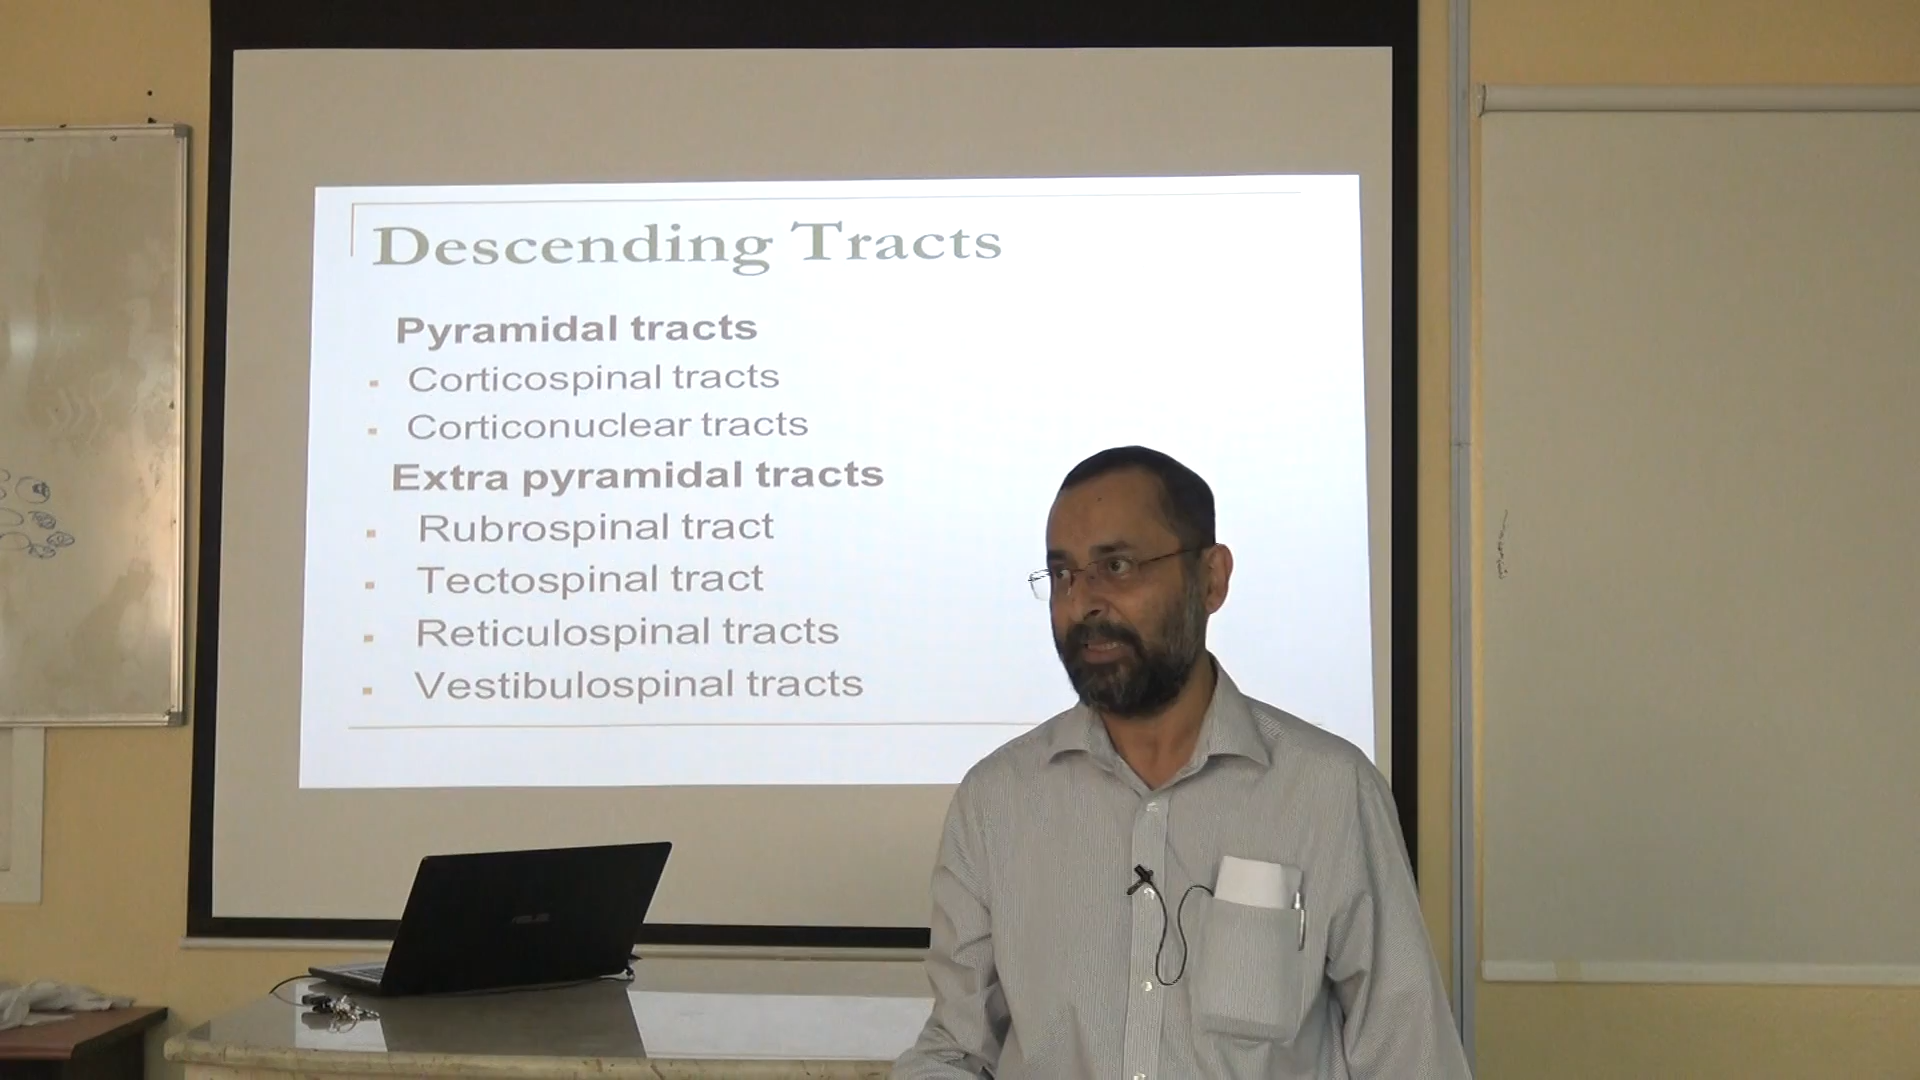 Descending Tracts
Pyramidal tracts
Corticospinal tracts
Corticonuclear tracts
Extra pyramidal tracts
Rubrospinal tract
Tectospinal tract
Reticulospinal tracts
Vestibulospinal tracts
ASUS